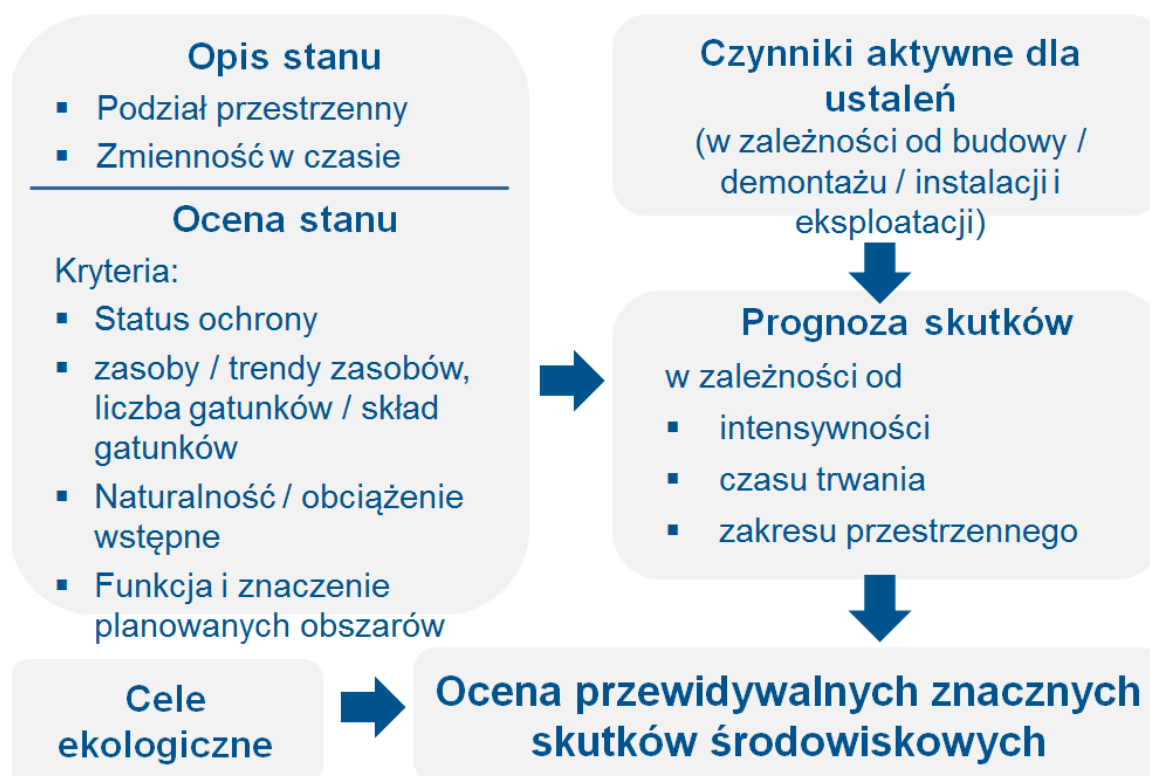 Opis stanu
▪ Podział przestrzenny
▪ Zmienność w czasie
Ocena stanu
Kryteria:
▪ Status ochrony
▪ zasoby / trendy zasobów,
liczba gatunków / skład
gatunków
▪ Naturalność / obciążenie
wstępne
▪ Funkcja i znaczenie
planowanych obszarów
Czynniki aktywne dla
ustaleń
(w zależności od budowy /
demontażu / instalacji i
eksploatacji)
Prognoza skutków
w zależności od
▪ intensywności
▪ czasu trwania
▪ zakresu przestrzennego
Cele
ekologiczne
Ocena przewidywalnych znacznych
skutków środowiskowych